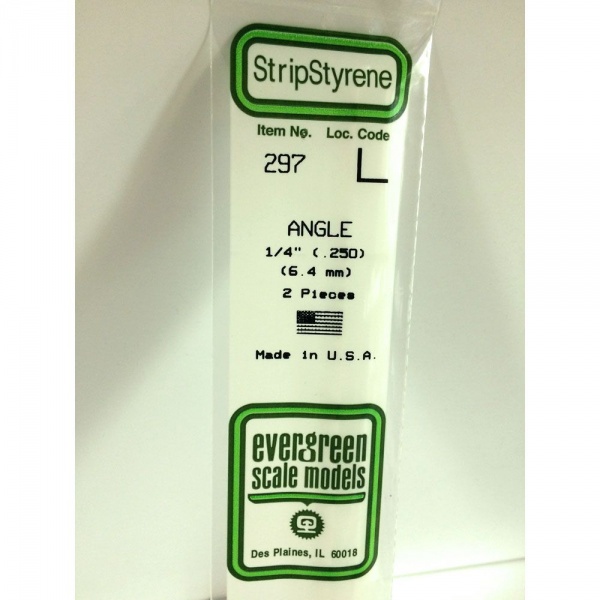 StripStyrene
Item No. Loc. Code
297 L
ANGLE
1/4" (.250)
(6.4 mm)
2 Pieces
Made in U.S.A.
evergreen
scale models
Des Plaines, IL 60018